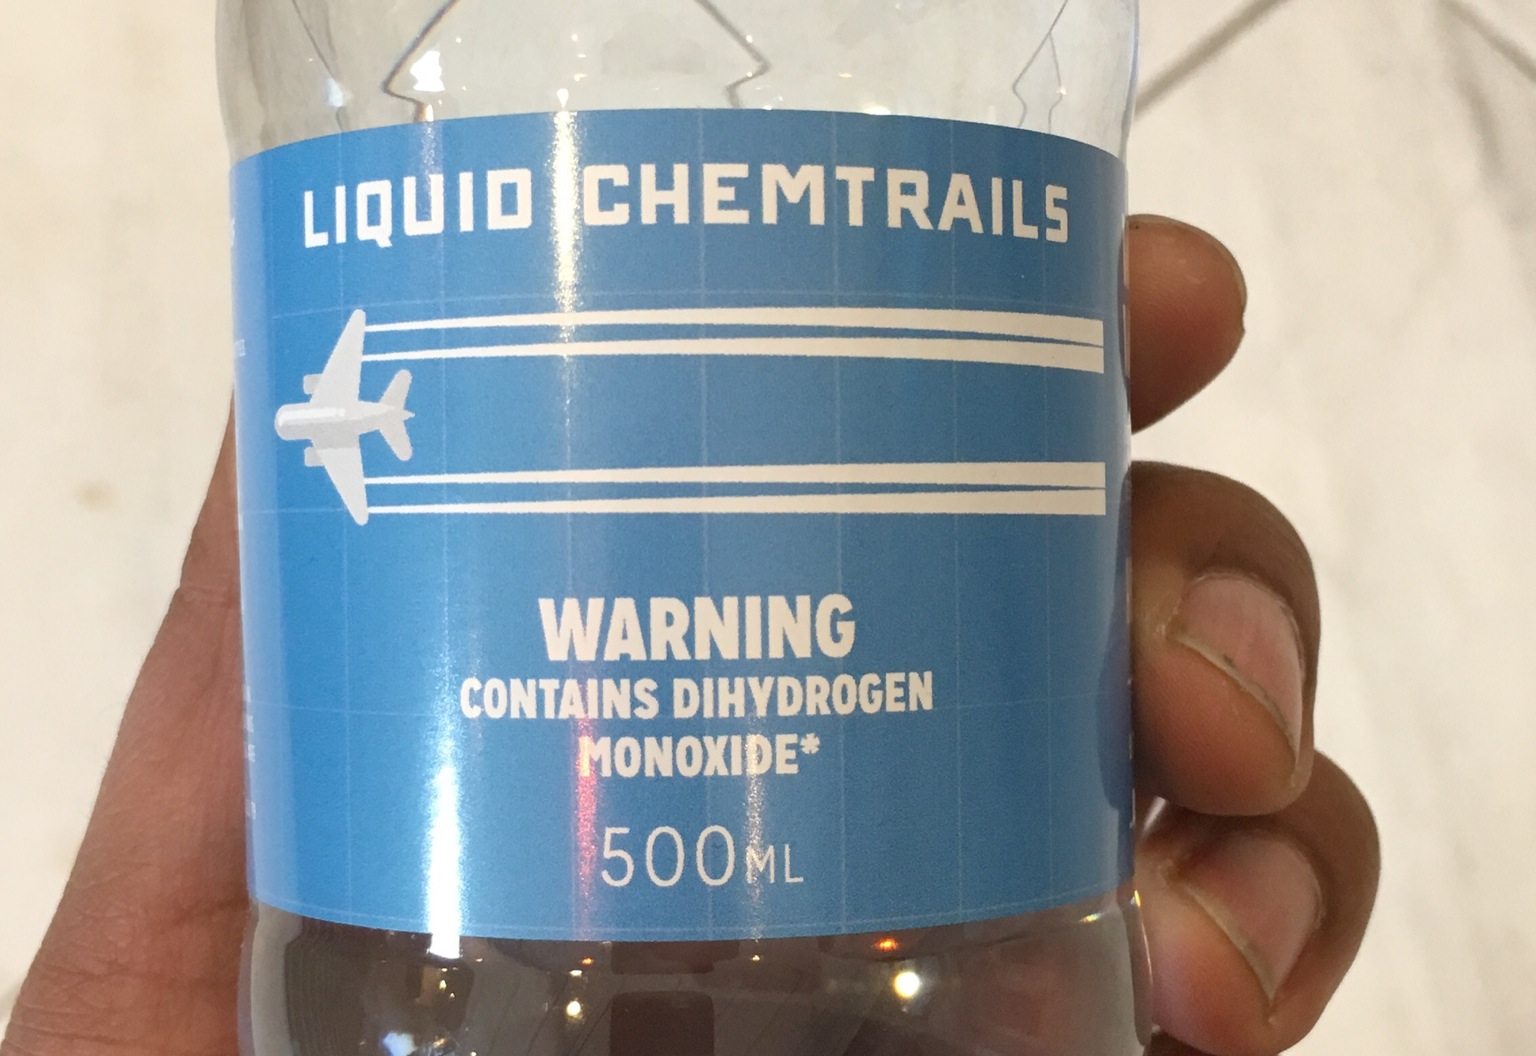 LIQUID CHEMTRAILS
WARNING
CONTAINS DIHYDROGEN
MONOXIDE*
500ML